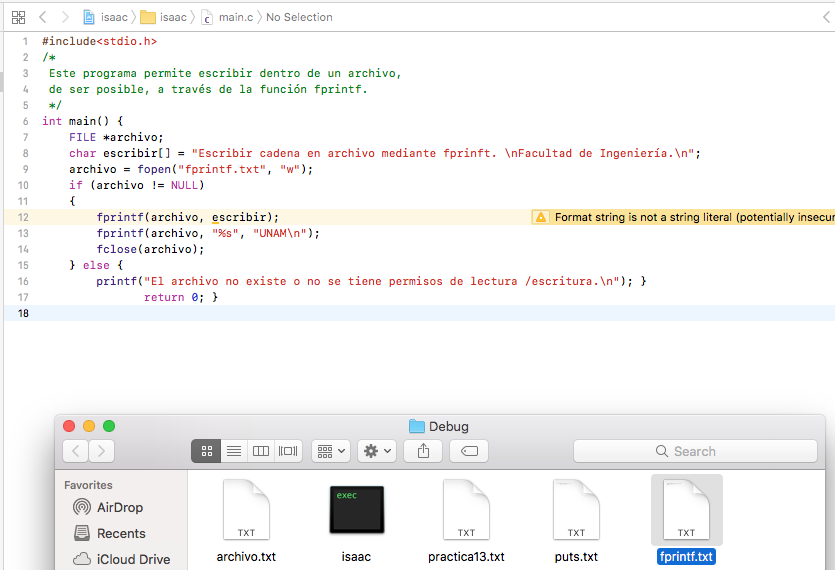 isaac isaac main.c No Selection
1 #include<stdio.h>
2 /*
3 Este programa permite escribir dentro de un archivo,
4 de ser posible, a través de la función fprintf.
5 */
6 int main() {
7 FILE *archivo;
8 char escribir[] = "Escribir cadena en archivo mediante fprinft. \nFacultad de Ingeniería.\n";
9 archivo = fopen("fprintf.txt", "w");
10 if (archivo != NULL)
11 {
12 fprintf(archivo, escribir); Format string is not a string literal (potentially insecur
13 fprintf(archivo, "%s", "UNAM\n");
14 fclose(archivo);
15 } else {
16 printf("El archivo no existe o no se tiene permisos de lectura /escritura.\n"); }
17 return 0; }
18
Debug
Search
Favorites
AirDrop
Recents
iCloud Drive
TXT exec TXT TXT TXT
archivo.txt isaac practica13.txt puts.txt fprintf.txt